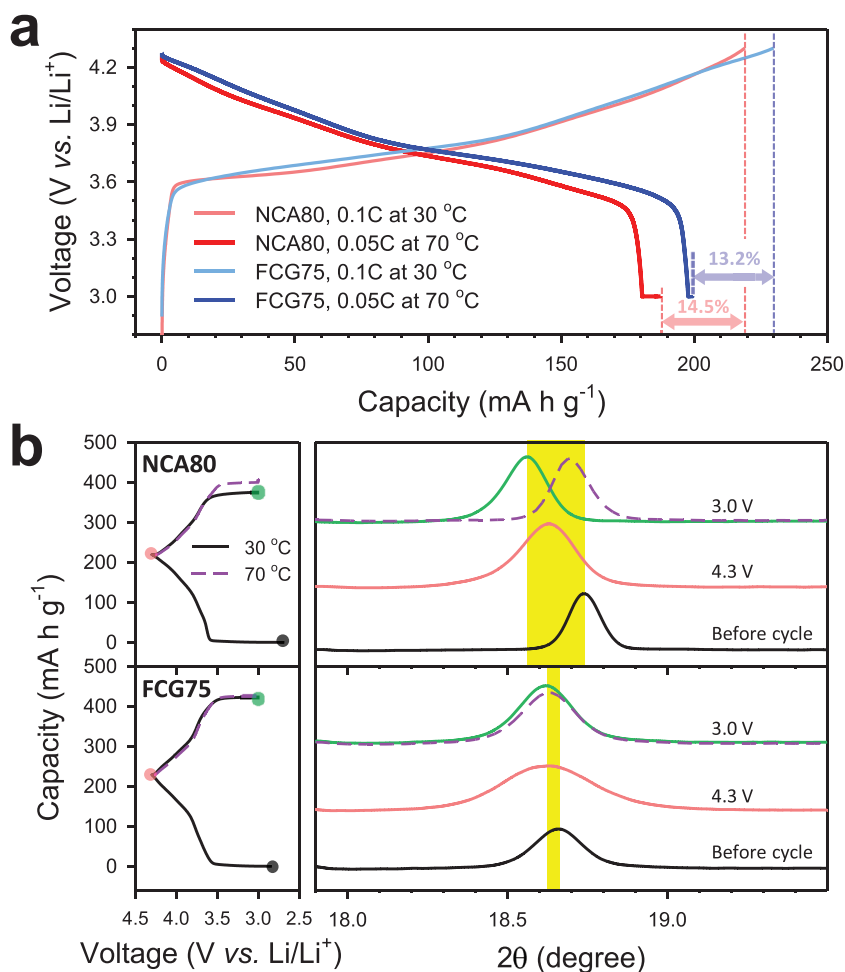 a
4.2
3.9
3.6
3.3
3.0
Voltage (V vs. Li/Li⁺)
NCA80, 0.1C at 30 °C
NCA80, 0.05C at 70 °C
FCG75, 0.1C at 30 °C
FCG75, 0.05C at 70 °C
13.2%
14.5%
0 50 100 150 200 250
Capacity (mA h g⁻¹)
b
500
400
300
200
100
0
NCA80
30 °C
70 °C
3.0 V
4.3 V
Before cycle
Capacity (mA h g⁻¹)
500
400
300
200
100
0
FCG75
3.0 V
4.3 V
Before cycle
4.5 4.0 3.5 3.0 2.5
18.0 18.5 19.0
Voltage (V vs. Li/Li⁺)
2θ (degree)